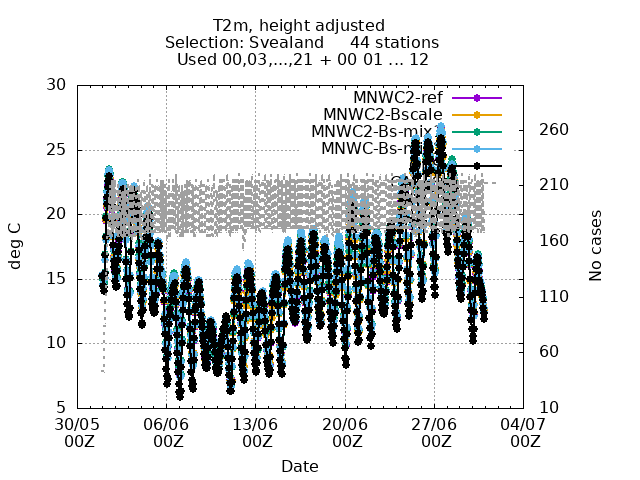 T2m, height adjusted
Selection: Svealand 44 stations
Used 00,03,...,21 + 00 01 ... 12
MNWC2-ref
MNWC2-Bscale
MNWC2-Bs-mix
MNWC-Bs-
deg C
30
25
20
15
10
5
No cases
260
210
160
110
60
10
30/05 06/06 13/06 20/06 27/06 04/07
00Z 00Z 00Z 00Z 00Z 00Z
Date